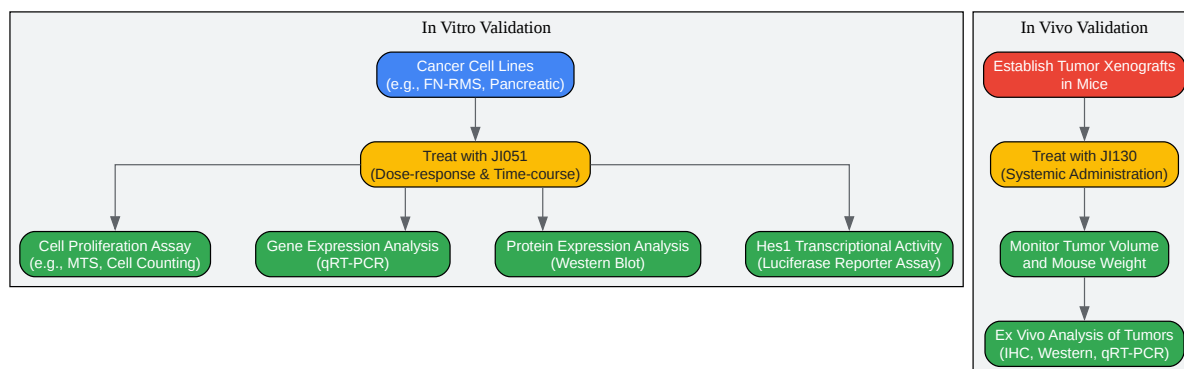 In Vitro Validation
Cancer Cell Lines
(e.g., FN-RMS, Pancreatic)
Treat with JI051
(Dose-response & Time-course)
Cell Proliferation Assay
(e.g., MTS, Cell Counting)
Gene Expression Analysis
(qRT-PCR)
Protein Expression Analysis
(Western Blot)
Hes1 Transcriptional Activity
(Luciferase Reporter Assay)
In Vivo Validation
Establish Tumor Xenografts
in Mice
Treat with JI130
(Systemic Administration)
Monitor Tumor Volume
and Mouse Weight
Ex Vivo Analysis of Tumors
(IHC, Western, qRT-PCR)